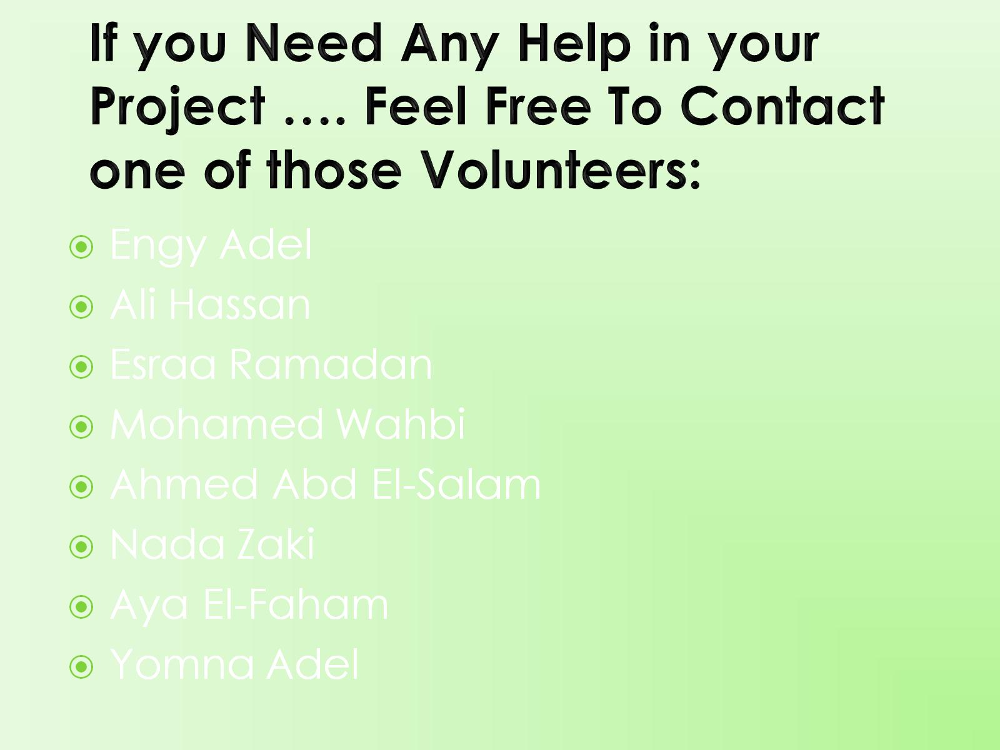 If you Need Any Help in your
Project …. Feel Free To Contact
one of those Volunteers:
Engy Adel
Ali Hassan
Esraa Ramadan
Mohamed Wahbi
Ahmed Abd El-Salam
Nada Zaki
Aya El-Faham
Yomna Adel